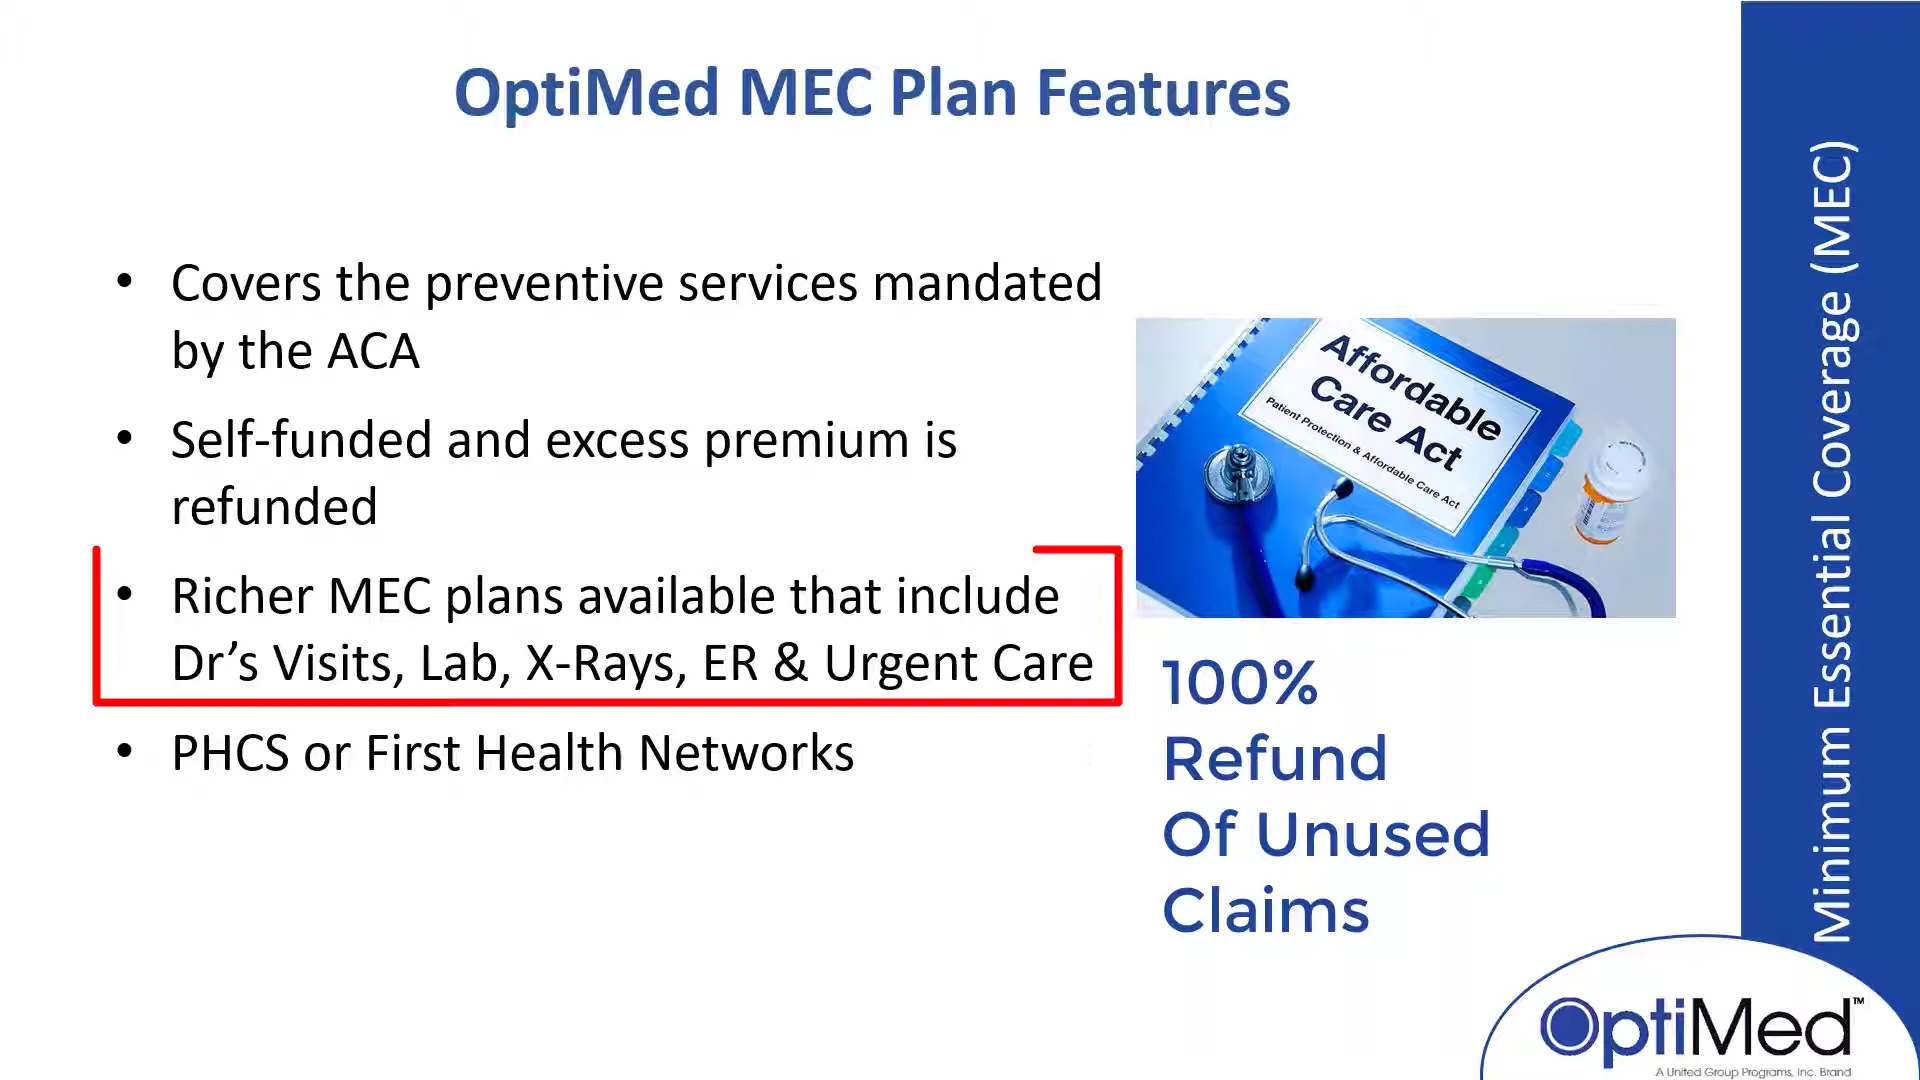 OptiMed MEC Plan Features
• Covers the preventive services mandated
by the ACA
• Self-funded and excess premium is
refunded
• Richer MEC plans available that include
Dr’s Visits, Lab, X-Rays, ER & Urgent Care
• PHCS or First Health Networks
Affordable
Care Act
Patient Protection & Affordable Care Act
100%
Refund
Of Unused
Claims
Minimum Essential Coverage (MEC)
OptiMed™
A United Group Programs, Inc. Brand